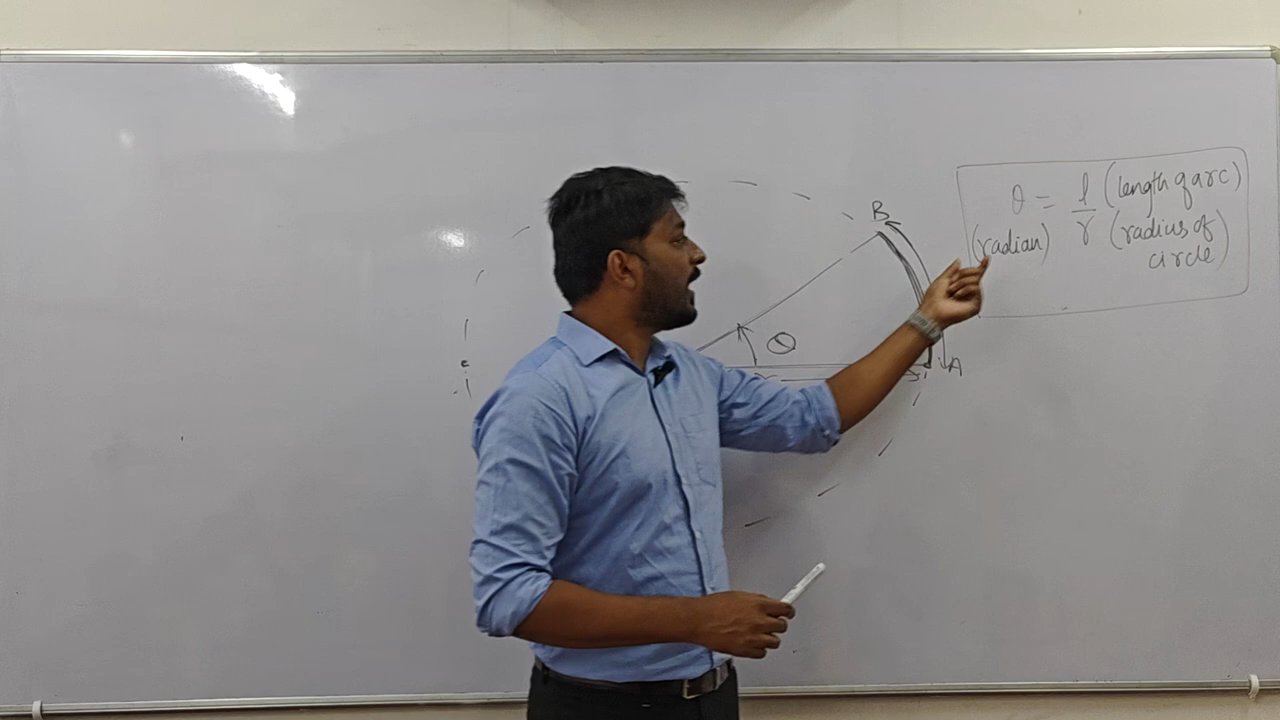 B
θ = l/r (length of arc)
(radian) (radius of circle)
θ
A